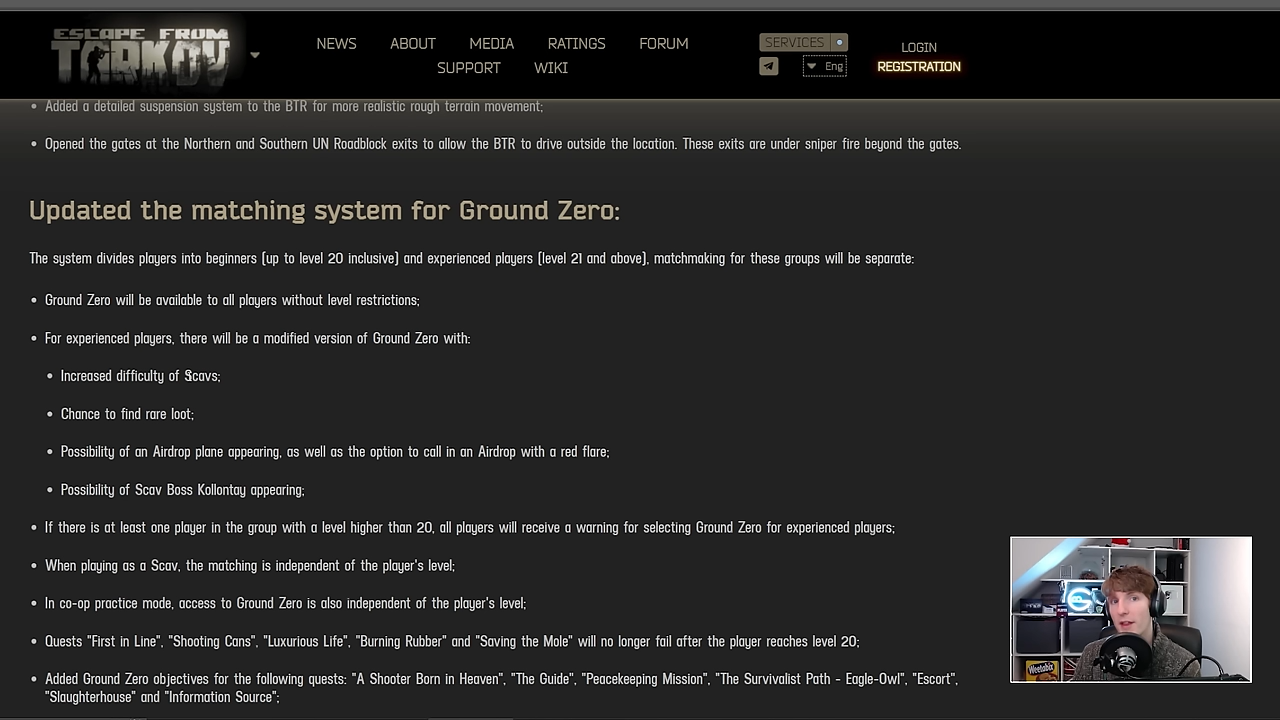 ESCAPE FROM
TARKOV
NEWS ABOUT MEDIA RATINGS FORUM
SUPPORT WIKI
SERVICES
Eng
LOGIN
REGISTRATION
• Added a detailed suspension system to the BTR for more realistic rough terrain movement;
• Opened the gates at the Northern and Southern UN Roadblock exits to allow the BTR to drive outside the location. These exits are under sniper fire beyond the gates.
Updated the matching system for Ground Zero:
The system divides players into beginners (up to level 20 inclusive) and experienced players (level 21 and above), matchmaking for these groups will be separate:
• Ground Zero will be available to all players without level restrictions;
• For experienced players, there will be a modified version of Ground Zero with:
• Increased difficulty of Scavs;
• Chance to find rare loot;
• Possibility of an Airdrop plane appearing, as well as the option to call in an Airdrop with a red flare;
• Possibility of Scav Boss Kollontay appearing;
• If there is at least one player in the group with a level higher than 20, all players will receive a warning for selecting Ground Zero for experienced players;
• When playing as a Scav, the matching is independent of the player's level;
• In co-op practice mode, access to Ground Zero is also independent of the player's level;
• Quests "First in Line", "Shooting Cans", "Luxurious Life", "Burning Rubber" and "Saving the Mole" will no longer fail after the player reaches level 20;
• Added Ground Zero objectives for the following quests: "A Shooter Born in Heaven", "The Guide", "Peacekeeping Mission", "The Survivalist Path - Eagle-Owl", "Escort",
"Slaughterhouse" and "Information Source";
Weetabix